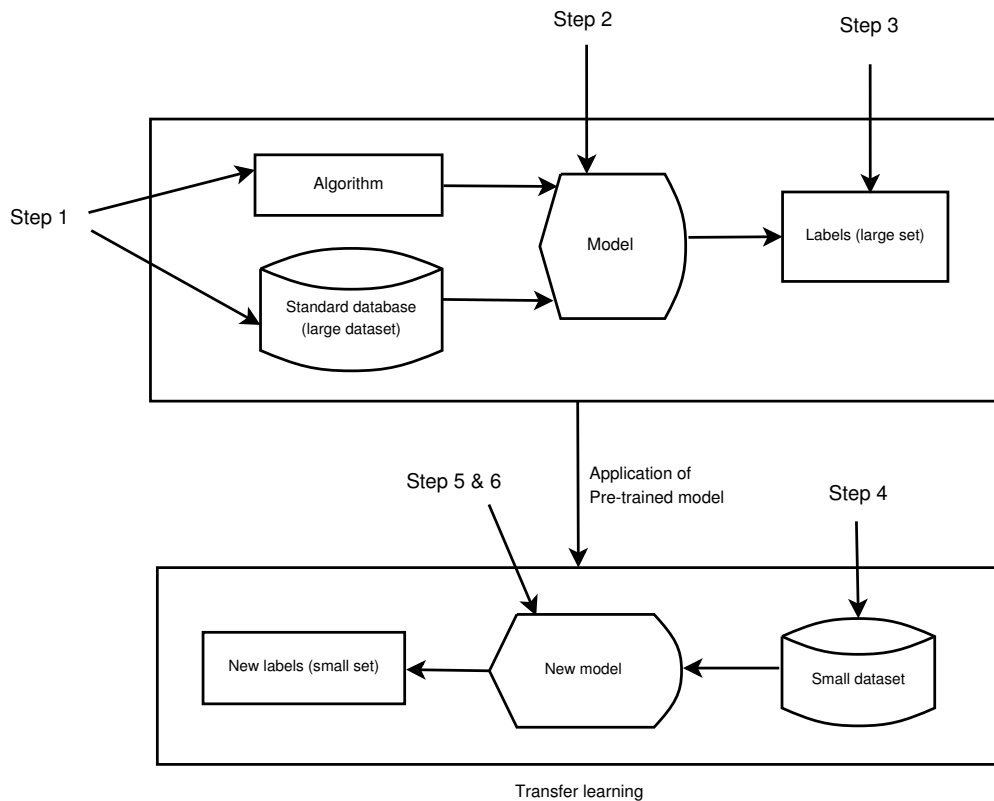 Step 2
Step 3
Step 1
Algorithm
Standard database
(large dataset)
Model
Labels (large set)
Application of
Pre-trained model
Step 5 & 6
Step 4
New labels (small set)
New model
Small dataset
Transfer learning